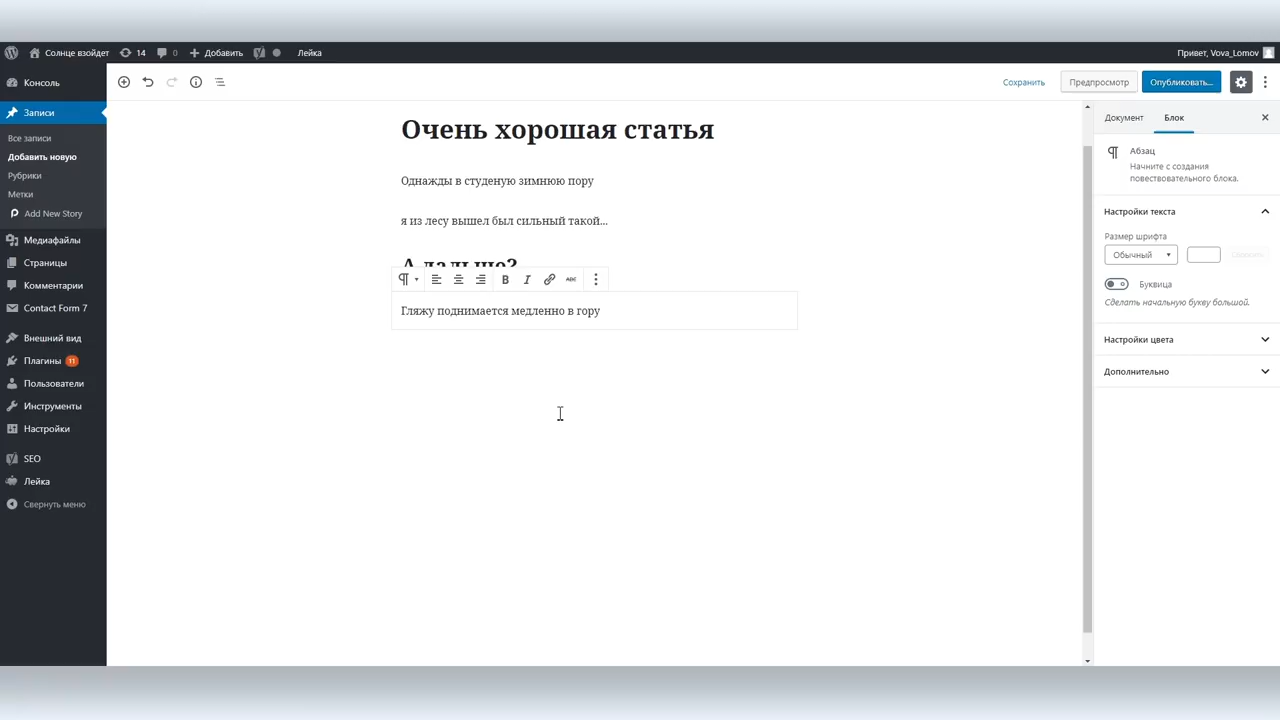 Солнце взойдет 14 0 Добавить Лейка Привет, Vova_Lomov
Консоль
Записи
Все записи
Добавить новую
Рубрики
Метки
Add New Story
Медиафайлы
Страницы
Комментарии
Contact Form 7
Внешний вид
Плагины 11
Пользователи
Инструменты
Настройки
SEO
Лейка
Свернуть меню
Сохранить Предпросмотр Опубликовать...
Очень хорошая статья
Однажды в студеную зимнюю пору
я из лесу вышел был сильный такой...
А дальше?
B I ABC
Гляжу поднимается медленно в гору
Документ Блок
Абзац
Начните с создания
повествовательного блока.
Настройки текста
Размер шрифта
Обычный
Буквица
Сделать начальную букву большой.
Настройки цвета
Дополнительно